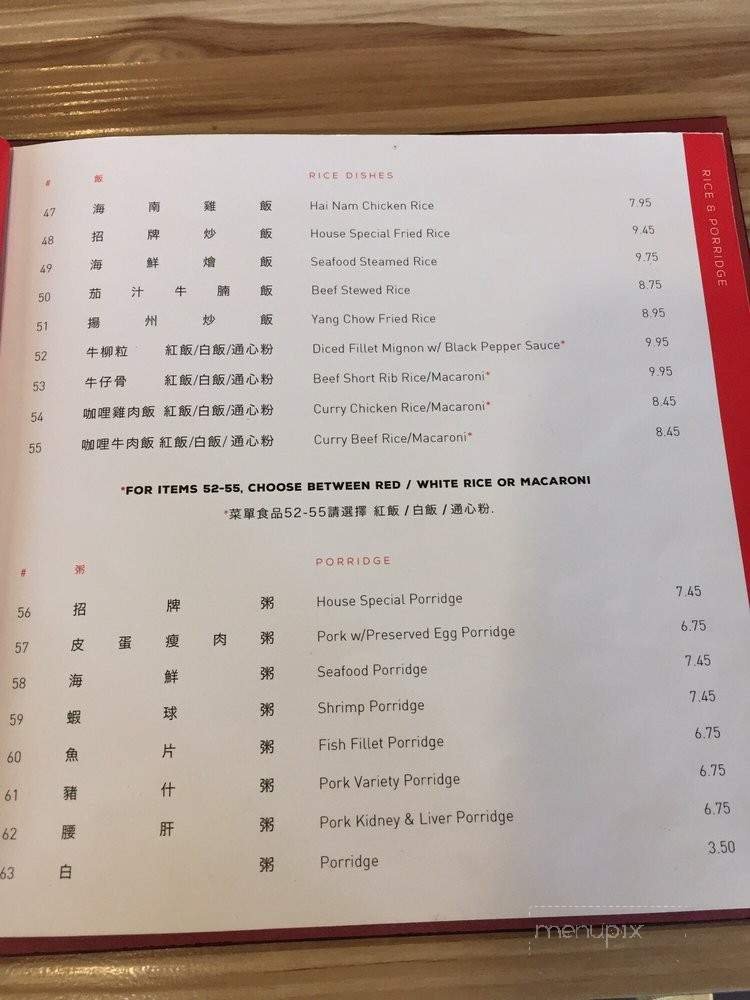 # 飯 RICE DISHES
RICE & PORRIDGE
47 海南雞飯 Hai Nam Chicken Rice 7.95
48 招牌炒飯 House Special Fried Rice 9.45
49 海鮮燴飯 Seafood Steamed Rice 9.75
50 茄汁牛腩飯 Beef Stewed Rice 8.75
51 揚州炒飯 Yang Chow Fried Rice 8.95
52 牛柳粒 紅飯/白飯/通心粉 Diced Fillet Mignon w/ Black Pepper Sauce* 9.95
53 牛仔骨 紅飯/白飯/通心粉 Beef Short Rib Rice/Macaroni* 9.95
54 咖哩雞肉飯 紅飯/白飯/通心粉 Curry Chicken Rice/Macaroni* 8.45
55 咖哩牛肉飯 紅飯/白飯/ 通心粉 Curry Beef Rice/Macaroni* 8.45
*FOR ITEMS 52-55, CHOOSE BETWEEN RED / WHITE RICE OR MACARONI
*菜單食品52-55請選擇 紅飯 / 白飯 / 通心粉.
# 粥 PORRIDGE
56 招牌粥 House Special Porridge 7.45
57 皮蛋瘦肉粥 Pork w/Preserved Egg Porridge 6.75
58 海鮮粥 Seafood Porridge 7.45
59 蝦球粥 Shrimp Porridge 7.45
60 魚片粥 Fish Fillet Porridge 6.75
61 豬什粥 Pork Variety Porridge 6.75
62 腰肝粥 Pork Kidney & Liver Porridge 6.75
63 白粥 Porridge 3.50
menupix